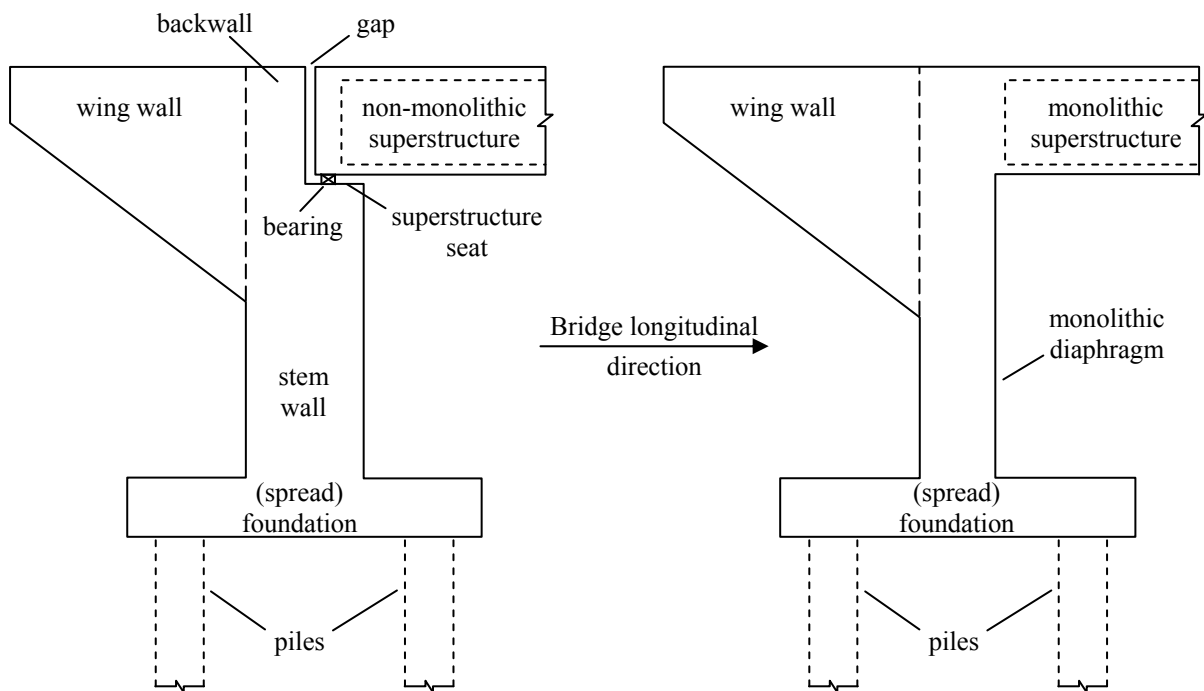 backwall
gap
wing wall
non-monolithic
superstructure
bearing
superstructure
seat
stem
wall
(spread)
foundation
piles
Bridge longitudinal
direction
wing wall
monolithic
superstructure
monolithic
diaphragm
(spread)
foundation
piles